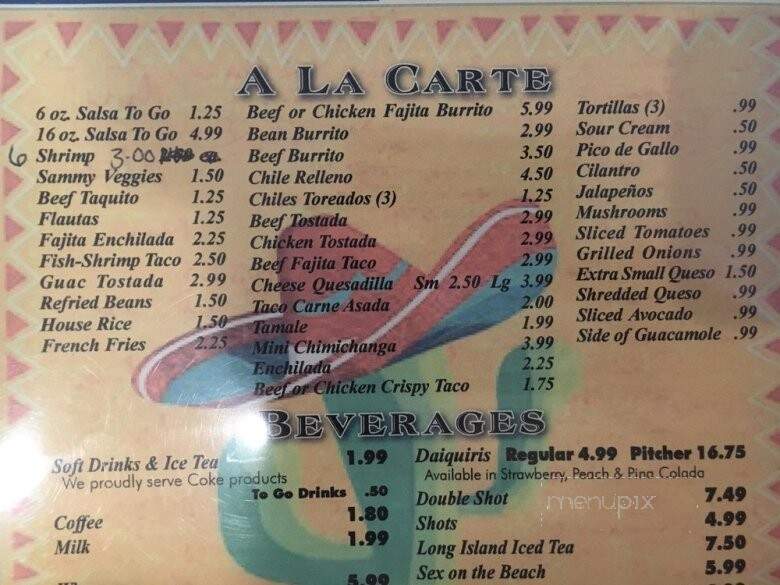 A LA CARTE
6 oz. Salsa To Go 1.25
16 oz. Salsa To Go 4.99
6 Shrimp 3.00 ea.
Sammy Veggies 1.50
Beef Taquito 1.25
Flautas 1.25
Fajita Enchilada 2.25
Fish-Shrimp Taco 2.50
Guac Tostada 2.99
Refried Beans 1.50
House Rice 1.50
French Fries 2.25
Beef or Chicken Fajita Burrito 5.99
Bean Burrito 2.99
Beef Burrito 3.50
Chile Relleno 4.50
Chiles Toreados (3) 1.25
Beef Tostada 2.99
Chicken Tostada 2.99
Beef Fajita Taco 2.99
Cheese Quesadilla Sm 2.50 Lg 3.99
Taco Carne Asada 2.00
Tamale 1.99
Mini Chimichanga 3.99
Enchilada 2.25
Beef or Chicken Crispy Taco 1.75
Tortillas (3) .99
Sour Cream .50
Pico de Gallo .99
Cilantro .50
Jalapeños .50
Mushrooms .99
Sliced Tomatoes .99
Grilled Onions .99
Extra Small Queso 1.50
Shredded Queso .99
Sliced Avocado .99
Side of Guacamole .99
BEVERAGES
Soft Drinks & Ice Tea 1.99
We proudly serve Coke products
To Go Drinks .50
Coffee 1.80
Milk 1.99
5.99
Daiquiris Regular 4.99 Pitcher 16.75
Available in Strawberry, Peach & Pina Colada
Double Shot 7.49
Shots 4.99
Long Island Iced Tea 7.50
Sex on the Beach 5.99
menupix